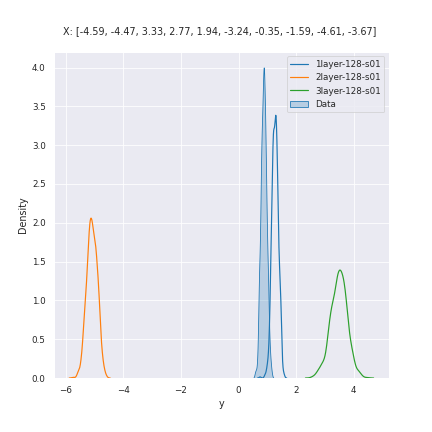 X: [-4.59, -4.47, 3.33, 2.77, 1.94, -3.24, -0.35, -1.59, -4.61, -3.67]
1layer-128-s01
2layer-128-s01
3layer-128-s01
Data
4.0
3.5
3.0
2.5
2.0
1.5
1.0
0.5
0.0
Density
−6
−4
−2
0
2
4
y